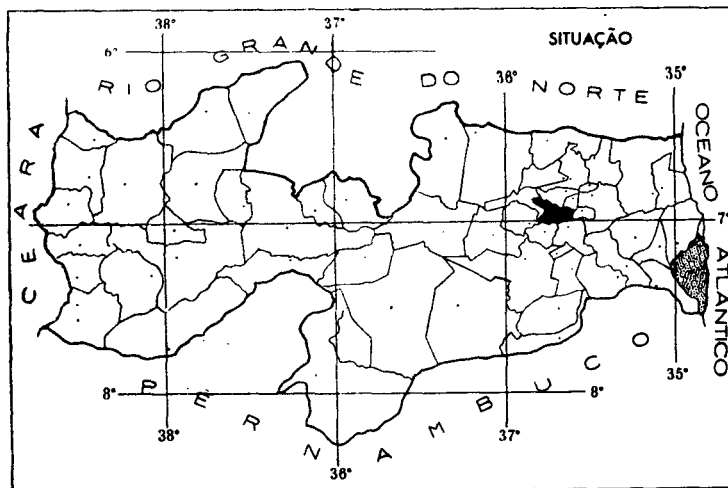 SITUAÇÃO
38°
37°
6°
RIO GRANDE DO NORTE
36°
35°
CEARA
OCEANO ATLANTICO
7°
8°
PERNAMBUCO
8°
35°
38°
36°
37°